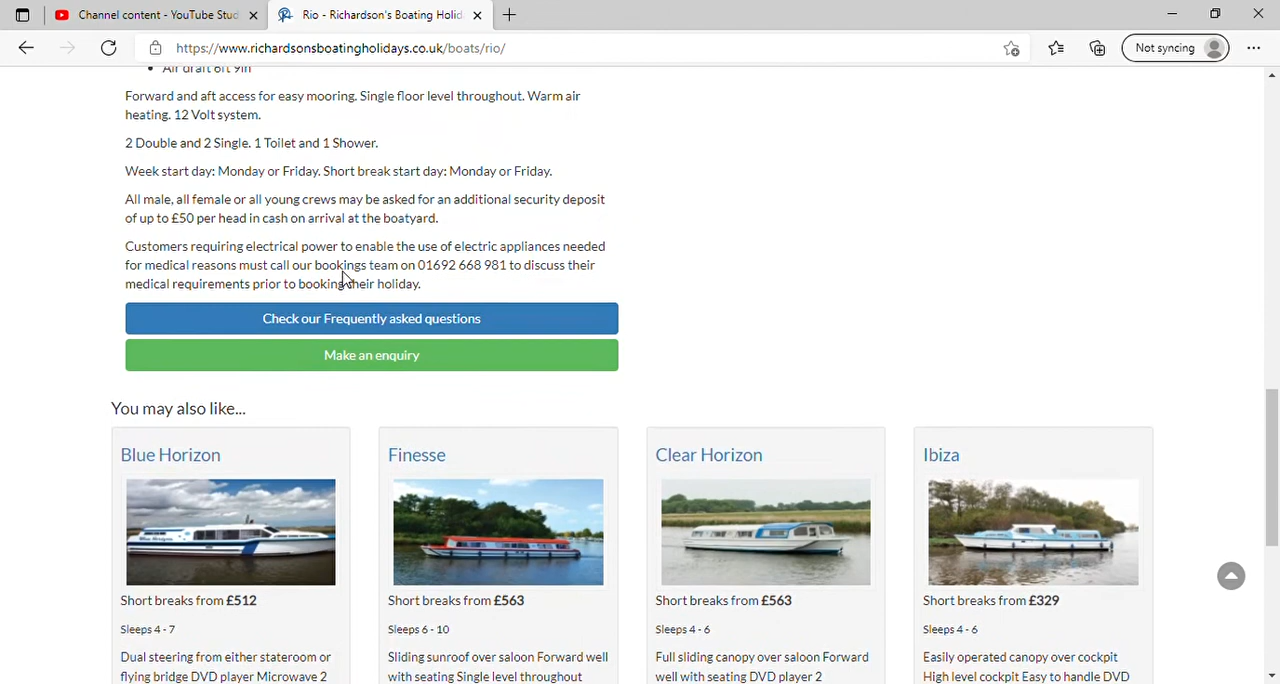 Channel content - YouTube Stud
Rio - Richardson's Boating Holid
https://www.richardsonsboatingholidays.co.uk/boats/rio/
Not syncing
Air draft 6ft 9in
Forward and aft access for easy mooring. Single floor level throughout. Warm air
heating. 12 Volt system.
2 Double and 2 Single. 1 Toilet and 1 Shower.
Week start day: Monday or Friday. Short break start day: Monday or Friday.
All male, all female or all young crews may be asked for an additional security deposit
of up to £50 per head in cash on arrival at the boatyard.
Customers requiring electrical power to enable the use of electric appliances needed
for medical reasons must call our bookings team on 01692 668 981 to discuss their
medical requirements prior to booking their holiday.
Check our Frequently asked questions
Make an enquiry
You may also like...
Blue Horizon
Finesse
Clear Horizon
Ibiza
Short breaks from £512
Short breaks from £563
Short breaks from £563
Short breaks from £329
Sleeps 4 - 7
Sleeps 6 - 10
Sleeps 4 - 6
Sleeps 4 - 6
Dual steering from either stateroom or
flying bridge DVD player Microwave 2
Sliding sunroof over saloon Forward well
with seating Single level throughout
Full sliding canopy over saloon Forward
well with seating DVD player 2
Easily operated canopy over cockpit
High level cockpit Easy to handle DVD